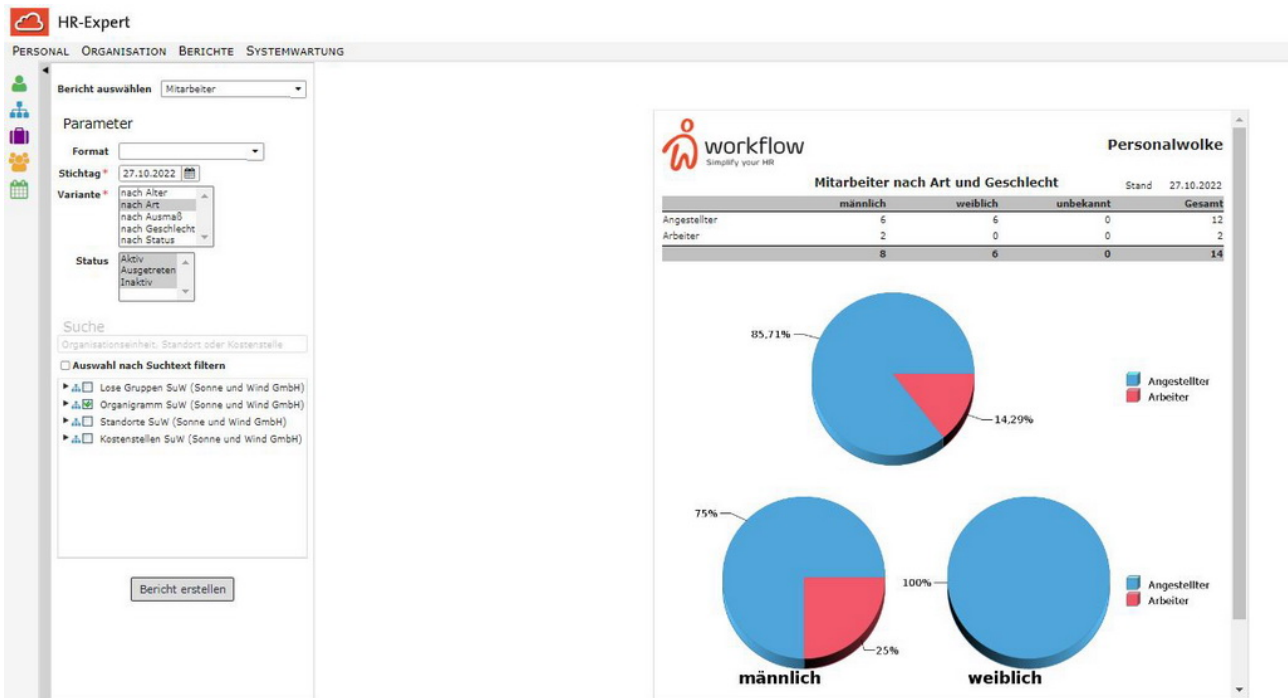 HR-Expert
PERSONAL ORGANISATION BERICHTE SYSTEMWARTUNG
Bericht auswählen Mitarbeiter
Parameter
Format
Stichtag* 27.10.2022
Variante* nach Alter
nach Art
nach Ausmaß
nach Geschlecht
nach Status
Status Aktiv
Ausgetreten
Inaktiv
Suche
Organisationseinheit, Standort oder Kostenstelle
Auswahl nach Suchtext filtern
Lose Gruppen SuW (Sonne und Wind GmbH)
Organigramm SuW (Sonne und Wind GmbH)
Standorte SuW (Sonne und Wind GmbH)
Kostenstellen SuW (Sonne und Wind GmbH)
Bericht erstellen
workflow
Simplify your HR
Personalwolke
Mitarbeiter nach Art und Geschlecht Stand 27.10.2022
männlich weiblich unbekannt Gesamt
Angestellter 6 6 0 12
Arbeiter 2 0 0 2
8 6 0 14
85,71%
14,29%
Angestellter
Arbeiter
75%
25%
männlich
100%
weiblich
Angestellter
Arbeiter